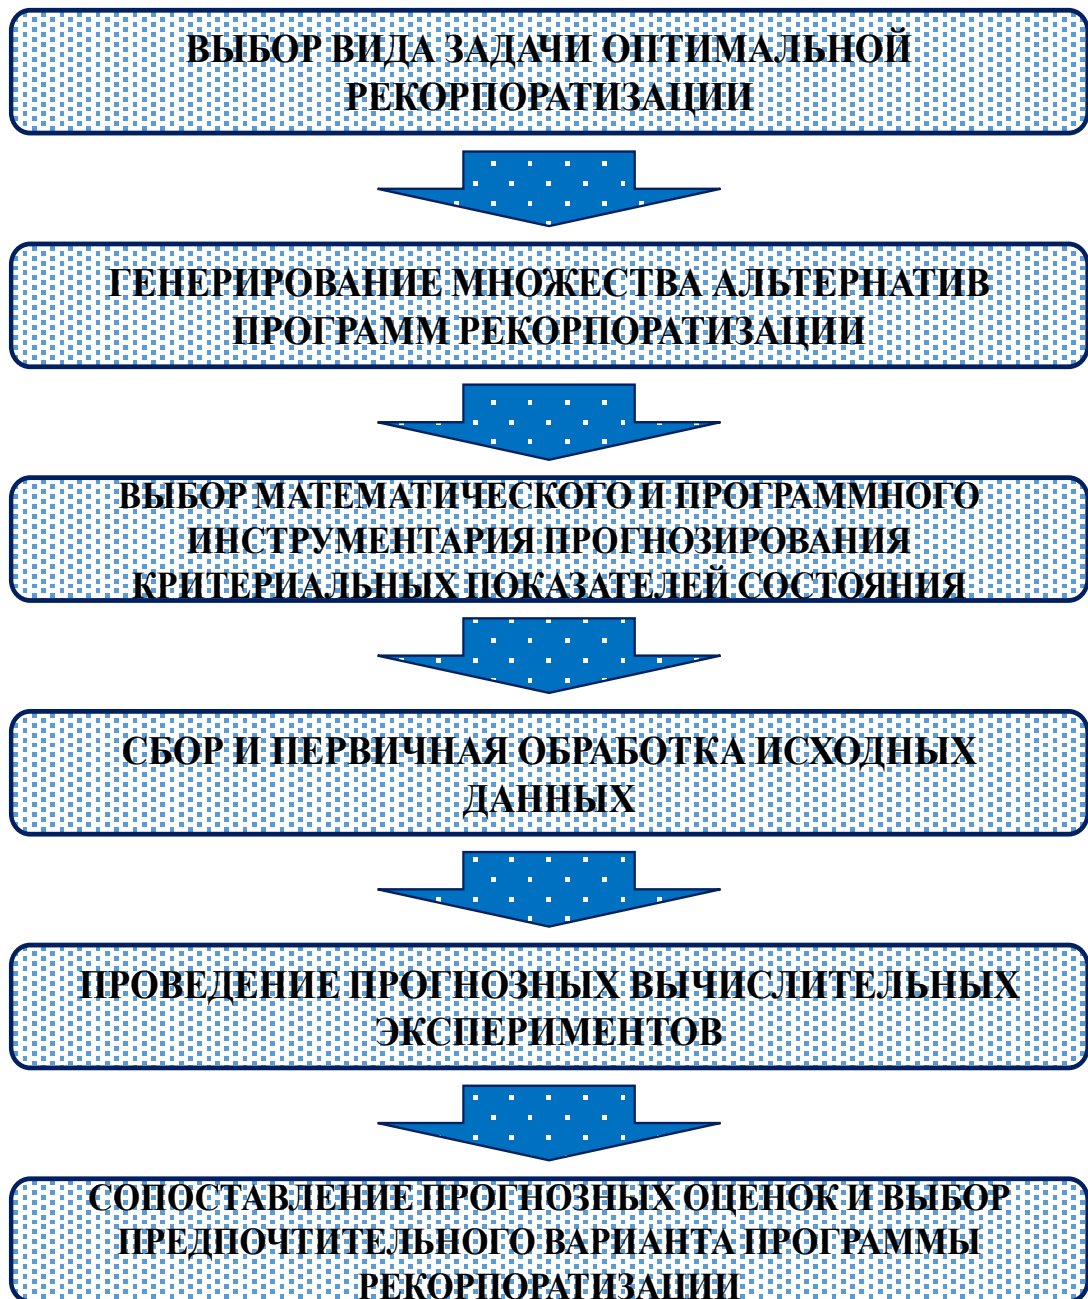 ВЫБОР ВИДА ЗАДАЧИ ОПТИМАЛЬНОЙ
РЕКОРПОРАТИЗАЦИИ
ГЕНЕРИРОВАНИЕ МНОЖЕСТВА АЛЬТЕРНАТИВ
ПРОГРАММ РЕКОРПОРАТИЗАЦИИ
ВЫБОР МАТЕМАТИЧЕСКОГО И ПРОГРАММНОГО
ИНСТРУМЕНТАРИЯ ПРОГНОЗИРОВАНИЯ
КРИТЕРИАЛЬНЫХ ПОКАЗАТЕЛЕЙ СОСТОЯНИЯ
СБОР И ПЕРВИЧНАЯ ОБРАБОТКА ИСХОДНЫХ
ДАННЫХ
ПРОВЕДЕНИЕ ПРОГНОЗНЫХ ВЫЧИСЛИТЕЛЬНЫХ
ЭКСПЕРИМЕНТОВ
СОПОСТАВЛЕНИЕ ПРОГНОЗНЫХ ОЦЕНОК И ВЫБОР
ПРЕДПОЧТИТЕЛЬНОГО ВАРИАНТА ПРОГРАММЫ
РЕКОРПОРАТИЗАЦИИ